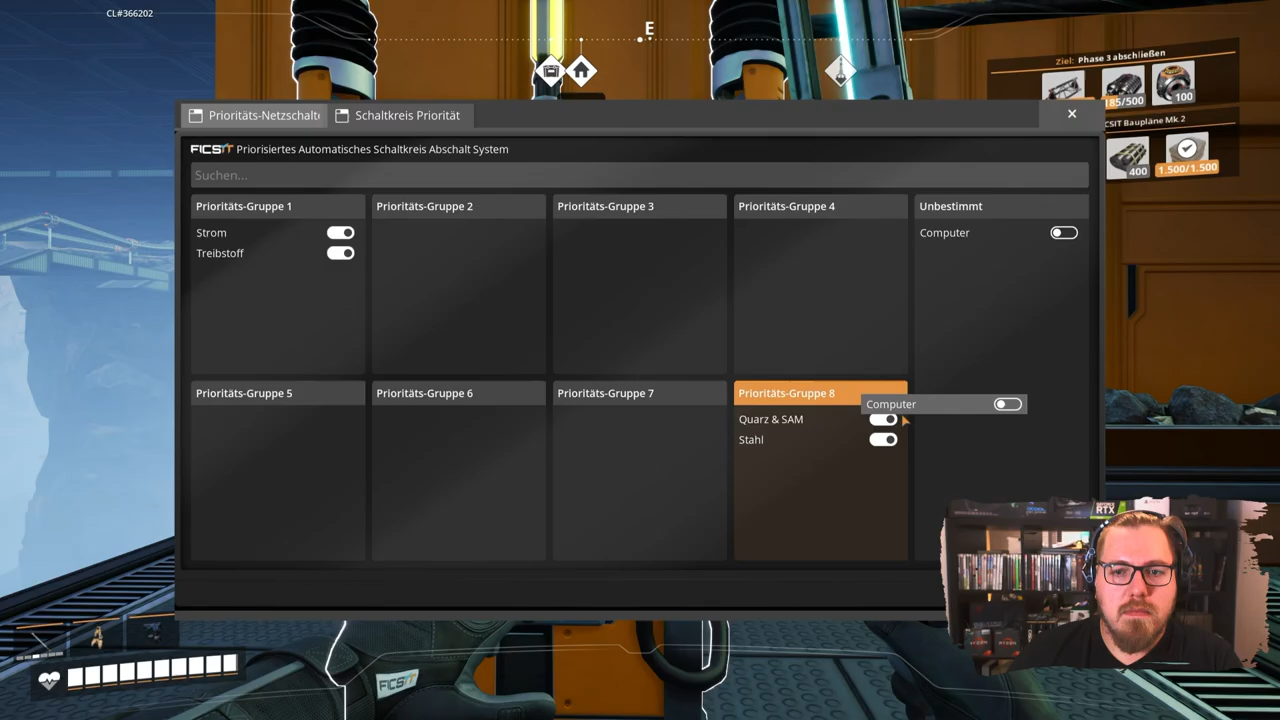 CL#366202
E
Ziel: Phase 3 abschließen
185/500
100
CSIT Baupläne Mk.2
400
1.500/1.500
Prioritäts-Netzschalt
Schaltkreis Priorität
FICSIT Priorisiertes Automatisches Schaltkreis Abschalt System
Suchen...
Prioritäts-Gruppe 1
Prioritäts-Gruppe 2
Prioritäts-Gruppe 3
Prioritäts-Gruppe 4
Unbestimmt
Strom
Computer
Treibstoff
Prioritäts-Gruppe 5
Prioritäts-Gruppe 6
Prioritäts-Gruppe 7
Prioritäts-Gruppe 8
Computer
Quarz & SAM
Stahl
FICSIT
RTX